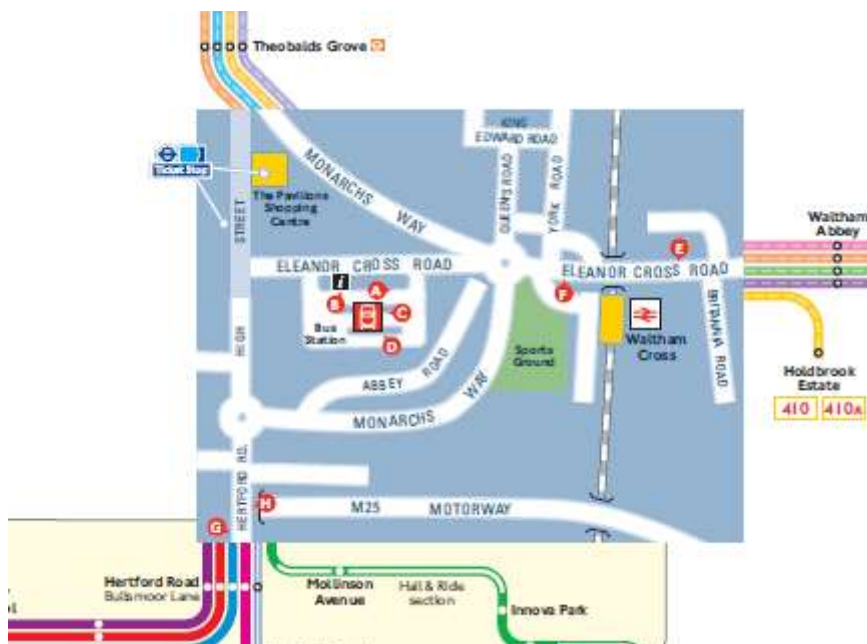 Theobalds Grove
KING
EDWARD ROAD
MONARCHS WAY
QUEENS ROAD
YORK ROAD
Ticket Stop
The Pavilions
Shopping
Centre
STREET
Waltham
Abbey
ELEANOR CROSS ROAD
E
ELEANOR CROSS ROAD
i
A
B
C
F
BRITANNIA ROAD
Bus
Station
D
Waltham
Cross
HIGH
Sports
Ground
ABBEY ROAD
Holdbrook
Estate
410 410A
MONARCHS WAY
HERTFORD RD.
H
M25 MOTORWAY
G
Hertford Road
Bullsmoor Lane
Mollinson
Avenue
Hail & Ride
section
Innova Park